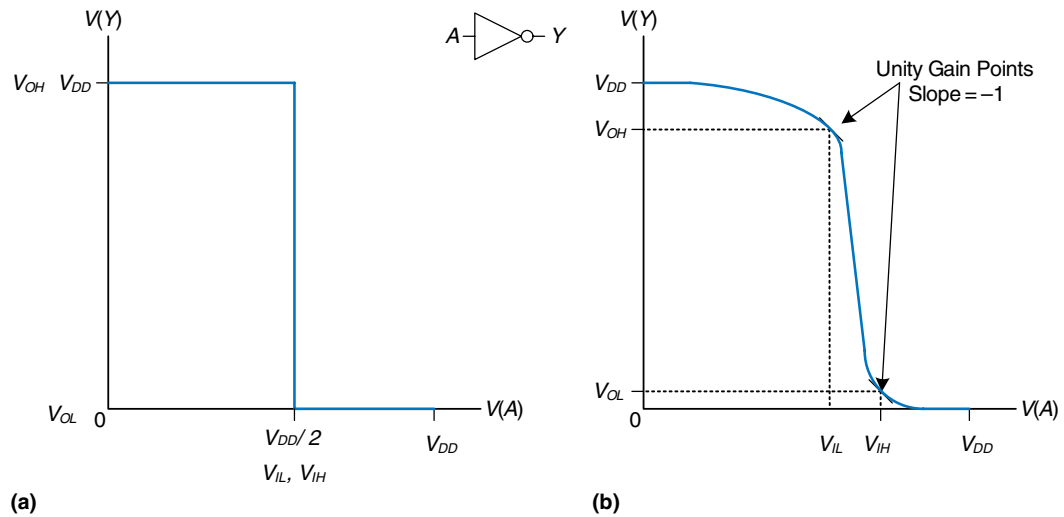 V(Y)
A
Y
V(Y)
V_OH V_DD
V_DD
Unity Gain Points
Slope = –1
V_OH
V_OL
V_OL 0
V(A)
0
V(A)
V_DD/2
V_DD
V_IL, V_IH
V_IL
V_IH
V_DD
(a)
(b)